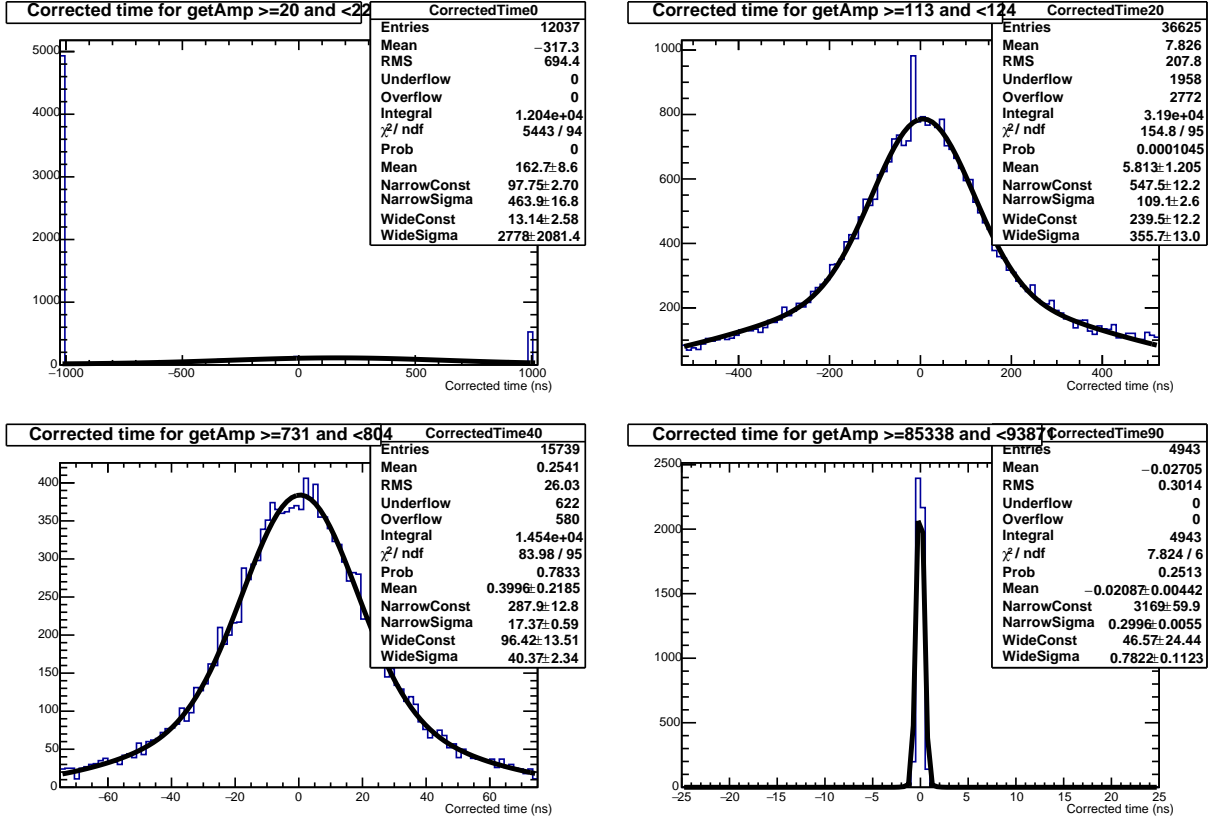 Corrected time for getAmp >=20 and <22
CorrectedTime0
Entries 12037
Mean −317.3
RMS 694.4
Underflow 0
Overflow 0
Integral 1.204e+04
χ²/ ndf 5443 / 94
Prob 0
Mean 162.7±8.6
NarrowConst 97.75±2.70
NarrowSigma 463.9±16.8
WideConst 13.14±2.58
WideSigma 2778±2081.4
5000
4000
3000
2000
1000
0
−1000 −500 0 500 1000
Corrected time (ns)
Corrected time for getAmp >=113 and <124
CorrectedTime20
Entries 36625
Mean 7.826
RMS 207.8
Underflow 1958
Overflow 2772
Integral 3.19e+04
χ²/ ndf 154.8 / 95
Prob 0.0001045
Mean 5.813±1.205
NarrowConst 547.5±12.2
NarrowSigma 109.1±2.6
WideConst 239.5±12.2
WideSigma 355.7±13.0
1000
800
600
400
200
−400 −200 0 200 400
Corrected time (ns)
Corrected time for getAmp >=731 and <804
CorrectedTime40
Entries 15739
Mean 0.2541
RMS 26.03
Underflow 622
Overflow 580
Integral 1.454e+04
χ²/ ndf 83.98 / 95
Prob 0.7833
Mean 0.3996±0.2185
NarrowConst 287.9±12.8
NarrowSigma 17.37±0.59
WideConst 96.42±13.51
WideSigma 40.37±2.34
400
350
300
250
200
150
100
50
0
−60 −40 −20 0 20 40 60
Corrected time (ns)
Corrected time for getAmp >=85338 and <93871
CorrectedTime90
Entries 4943
Mean −0.02705
RMS 0.3014
Underflow 0
Overflow 0
Integral 4943
χ²/ ndf 7.824 / 6
Prob 0.2513
Mean −0.02087±0.00442
NarrowConst 3169±59.9
NarrowSigma 0.2996±0.0055
WideConst 46.57±24.44
WideSigma 0.7822±0.1123
2500
2000
1500
1000
500
0
−25 −20 −15 −10 −5 0 5 10 15 20 25
Corrected time (ns)